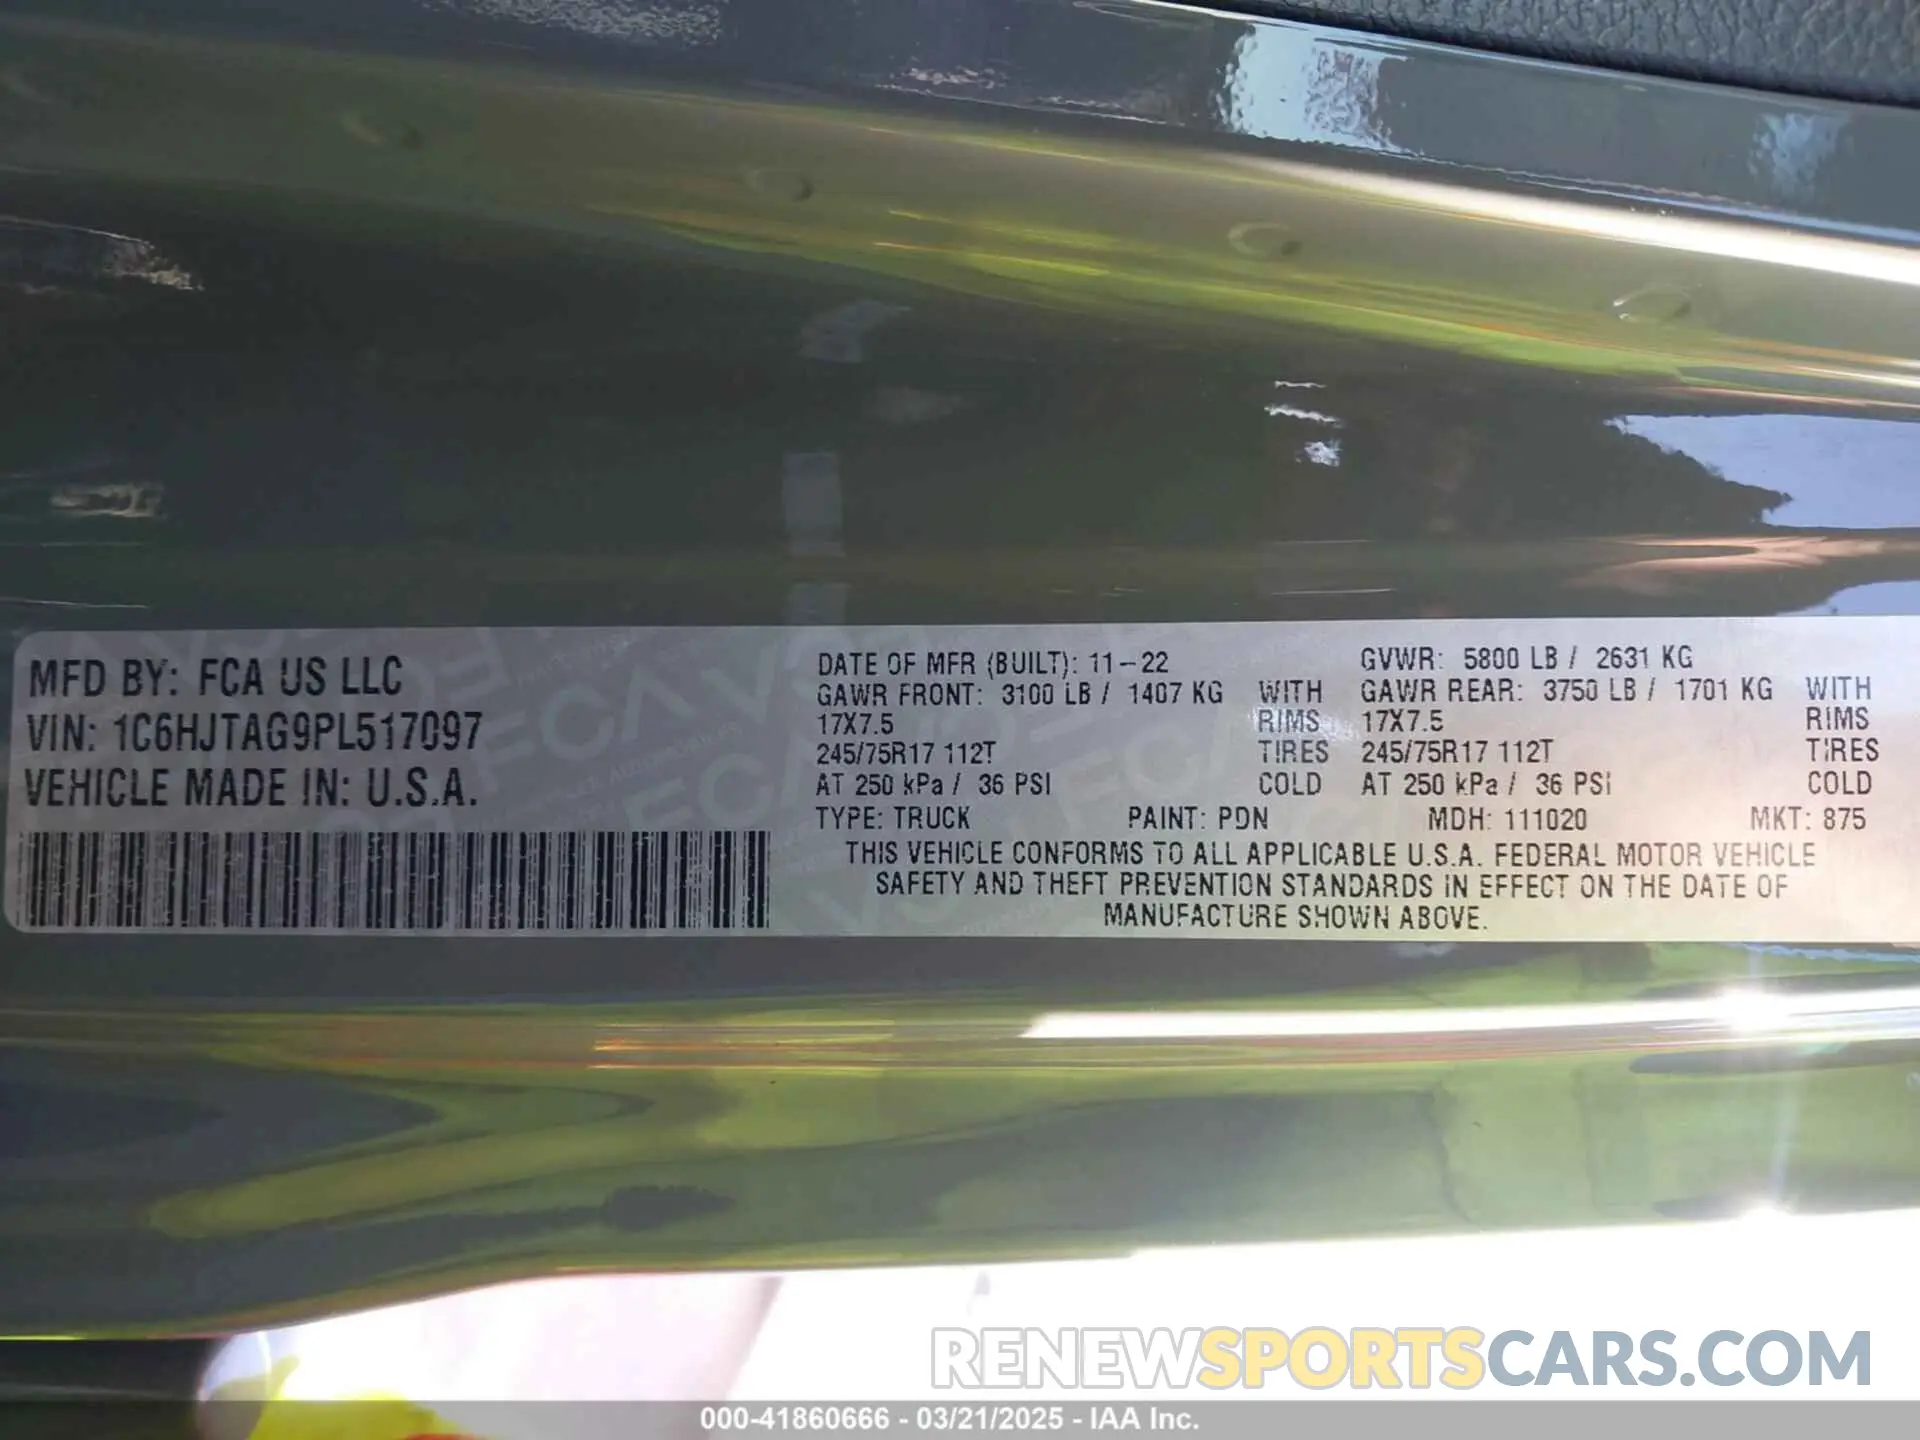 MFD BY: FCA US LLC
VIN: 1C6HJTAG9PL517097
VEHICLE MADE IN: U.S.A.
DATE OF MFR (BUILT): 11-22 GVWR: 5800 LB / 2631 KG
GAWR FRONT: 3100 LB / 1407 KG WITH GAWR REAR: 3750 LB / 1701 KG WITH
17X7.5 RIMS 17X7.5 RIMS
245/75R17 112T TIRES 245/75R17 112T TIRES
AT 250 kPa / 36 PSI COLD AT 250 kPa / 36 PSI COLD
TYPE: TRUCK PAINT: PDN MDH: 111020 MKT: 875
THIS VEHICLE CONFORMS TO ALL APPLICABLE U.S.A. FEDERAL MOTOR VEHICLE
SAFETY AND THEFT PREVENTION STANDARDS IN EFFECT ON THE DATE OF
MANUFACTURE SHOWN ABOVE.
RENEWSPORTSCARS.COM
000-41860666 - 03/21/2025 - IAA Inc.